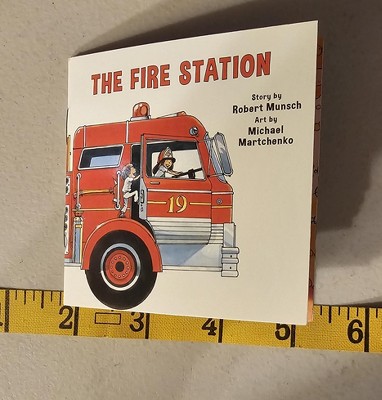 THE FIRE STATION
Story by
Robert Munsch
Art by
Michael
Martchenko
19
2 3 4 5 6